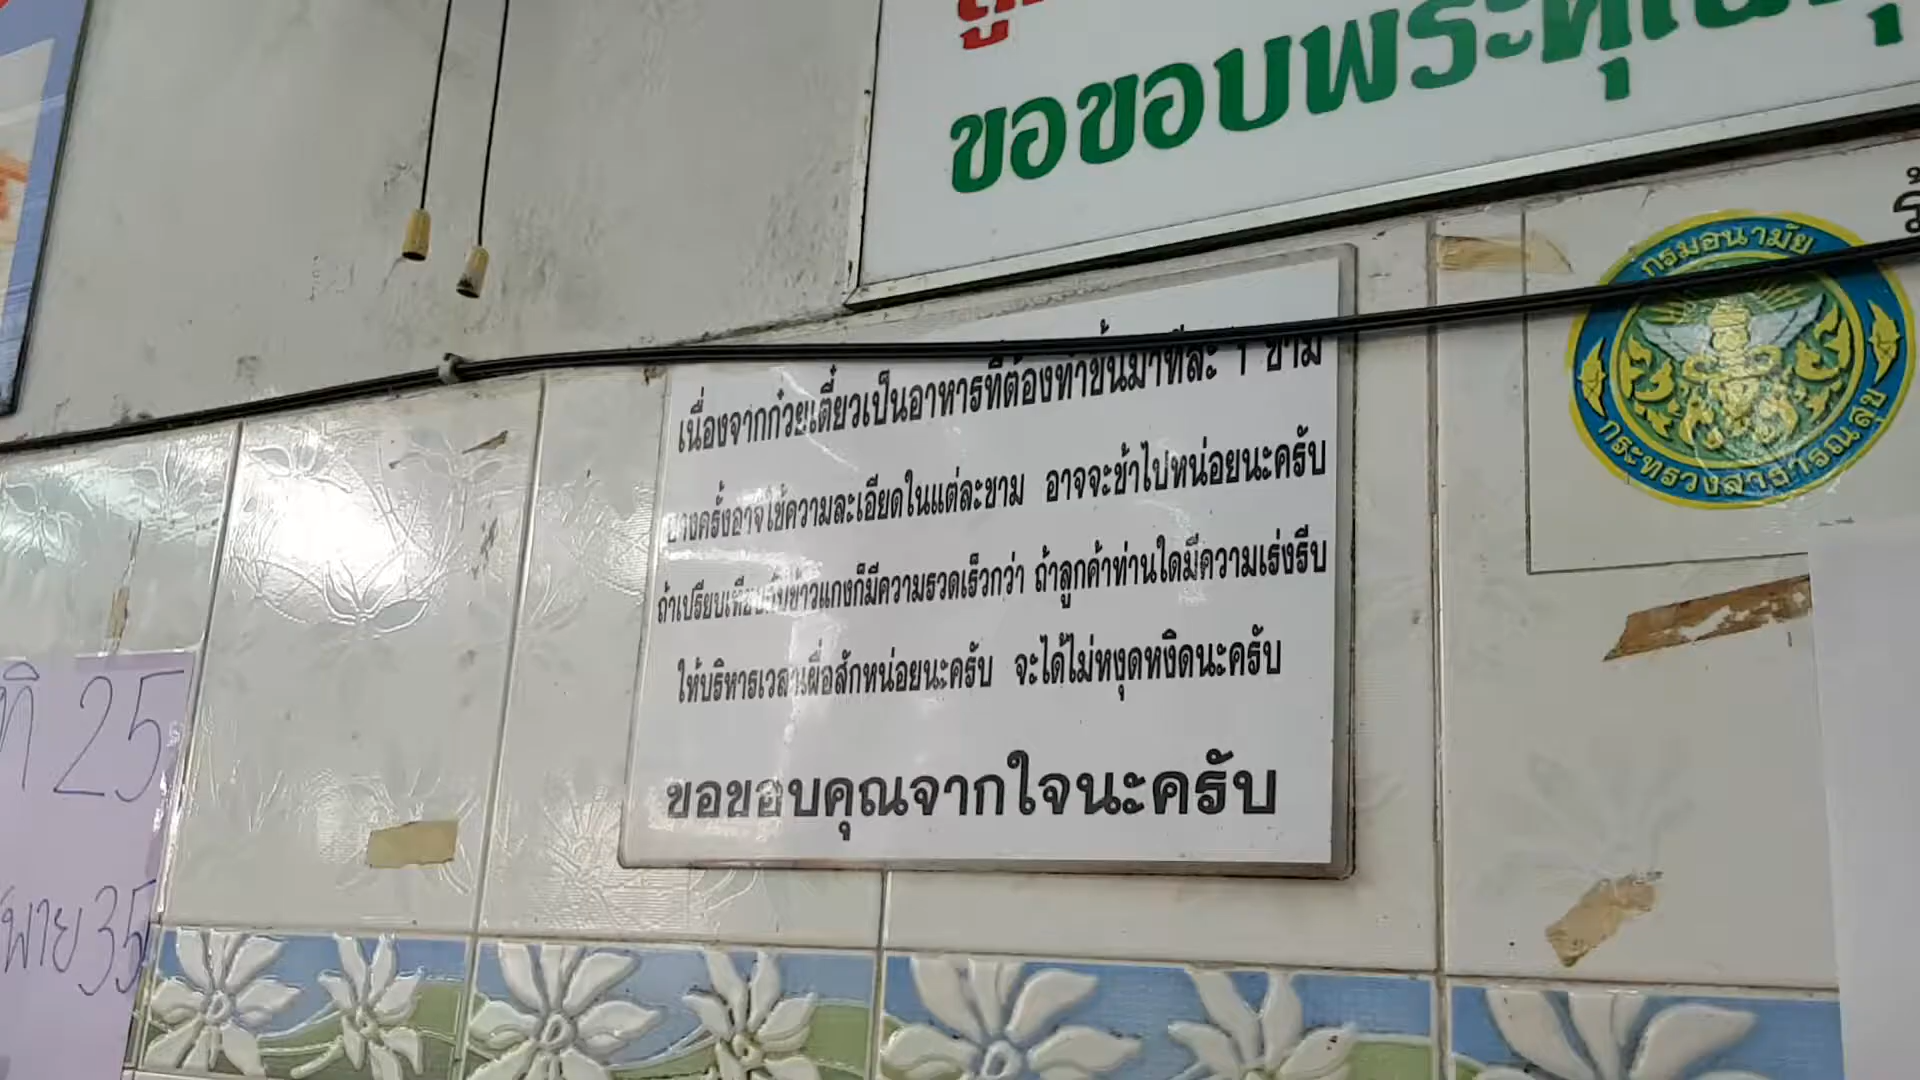 ขอขอบพระคุณ
กรมอนามัย
กระทรวงสาธารณสุข
เนื่องจากก๋วยเตี๋ยวเป็นอาหารที่ต้องทำขึ้นมาทีละ 1 ชาม
บางครั้งอาจใช้ความละเอียดในแต่ละชาม อาจจะช้าไปหน่อยนะครับ
ถ้าเปรียบเทียบกับข้าวแกงก็มีความรวดเร็วกว่า ถ้าลูกค้าท่านใดมีความเร่งรีบ
ให้บริหารเวลาเผื่อสักหน่อยนะครับ จะได้ไม่หงุดหงิดนะครับ
ขอขอบคุณจากใจนะครับ
25
35